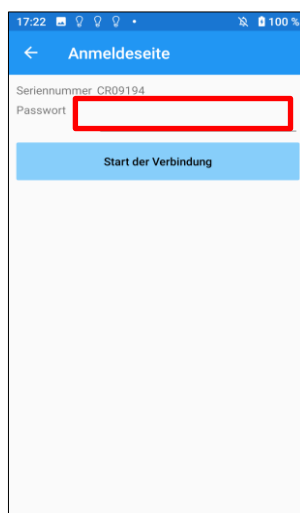 17:22 100 %
Anmeldeseite
Seriennummer CR09194
Passwort
Start der Verbindung